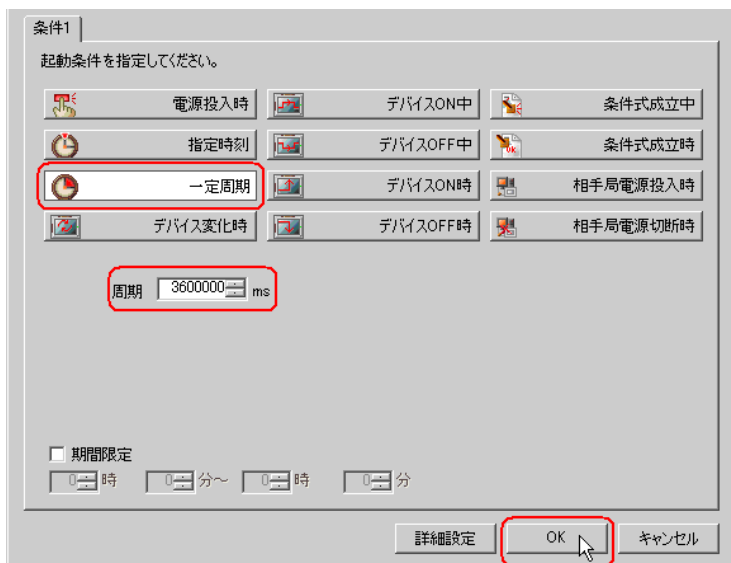 条件1
起動条件を指定してください。
電源投入時 デバイスON中 条件式成立中
指定時刻 デバイスOFF中 条件式成立時
一定周期 デバイスON時 相手局電源投入時
デバイス変化時 デバイスOFF時 相手局電源切断時
周期 3600000 ms
期間限定
0 時 0 分～ 0 時 0 分
詳細設定 OK キャンセル